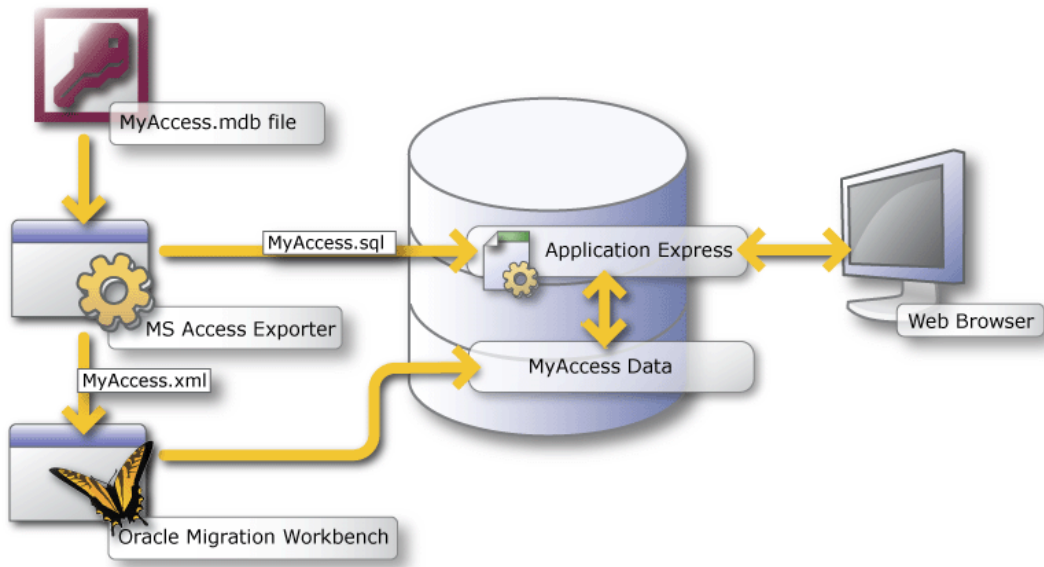 MyAccess.mdb file
MyAccess.sql
Application Express
MS Access Exporter
Web Browser
MyAccess.xml
MyAccess Data
Oracle Migration Workbench